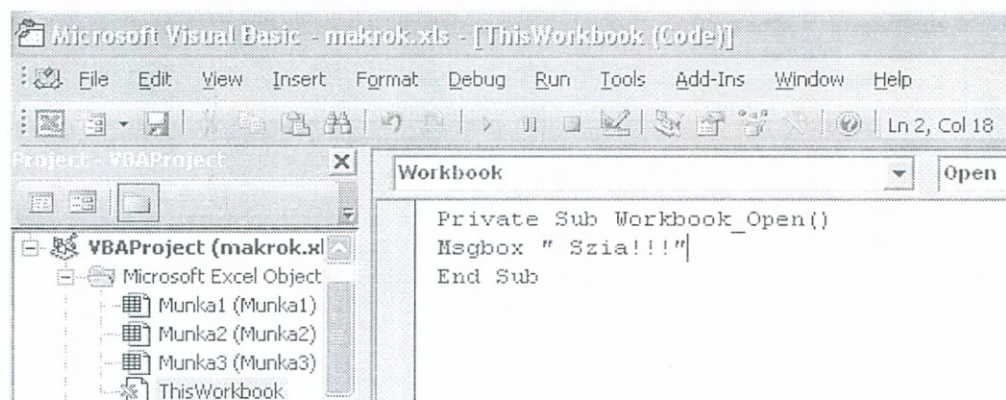 Microsoft Visual Basic - makrok.xls - [ThisWorkbook (Code)]
File Edit View Insert Format Debug Run Tools Add-Ins Window Help
Ln 2, Col 18
Project - VBAProject
Workbook Open
Private Sub Workbook_Open()
Msgbox " Szia!!!"
End Sub
VBAProject (makrok.xl
Microsoft Excel Object
Munka1 (Munka1)
Munka2 (Munka2)
Munka3 (Munka3)
ThisWorkbook